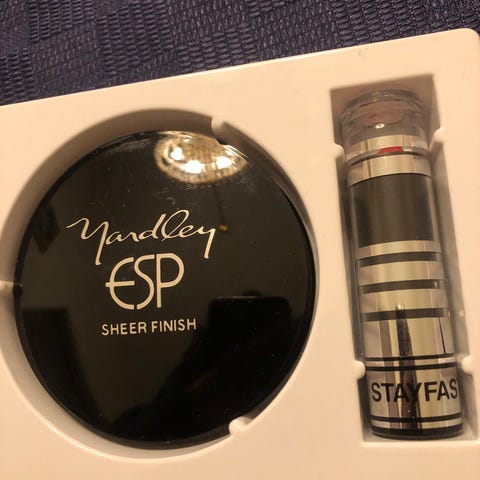 Yardley
ESP
SHEER FINISH
STAYFAS